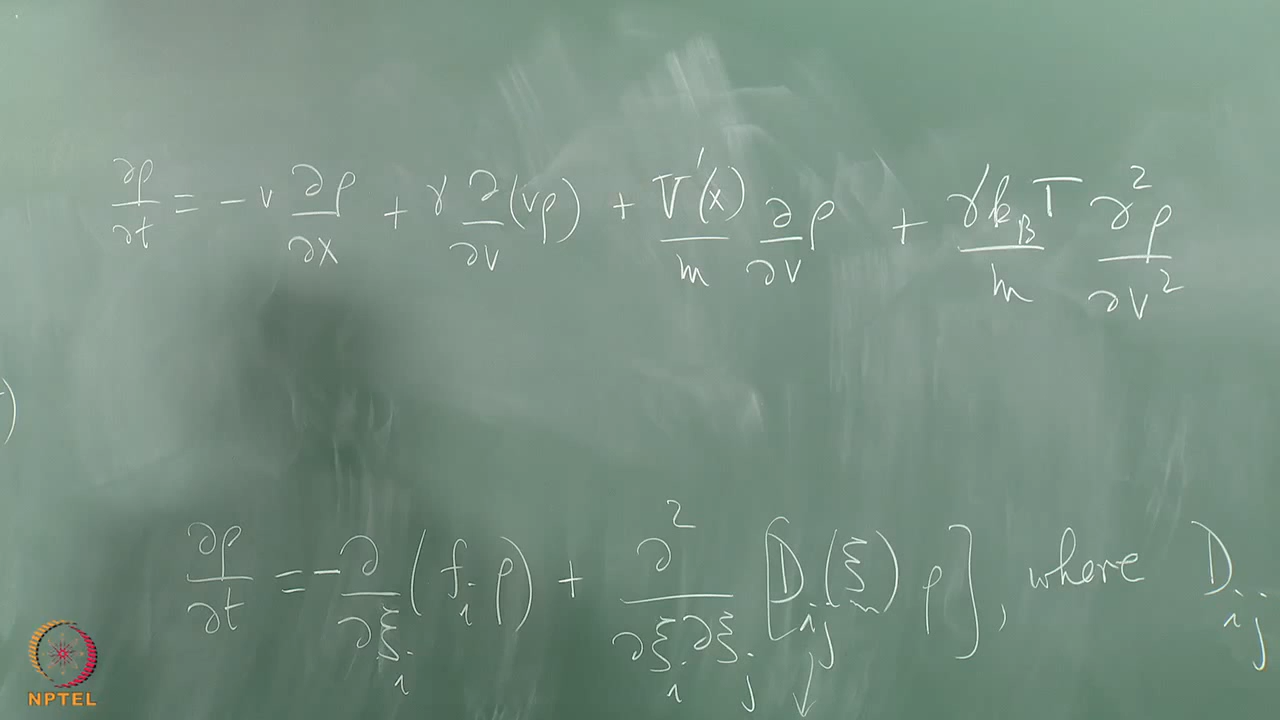 ∂ρ/∂t = −v ∂ρ/∂x + γ ∂/∂v (vρ) + V′(x)/m ∂/∂v ρ + γk_BT/m ∂²ρ/∂v²
)
∂ρ/∂t = −∂/∂ξ_i (f_i ρ) + ∂²/∂ξ_i∂ξ_j [D_ij(ξ) ρ], where D_ij
NPTEL